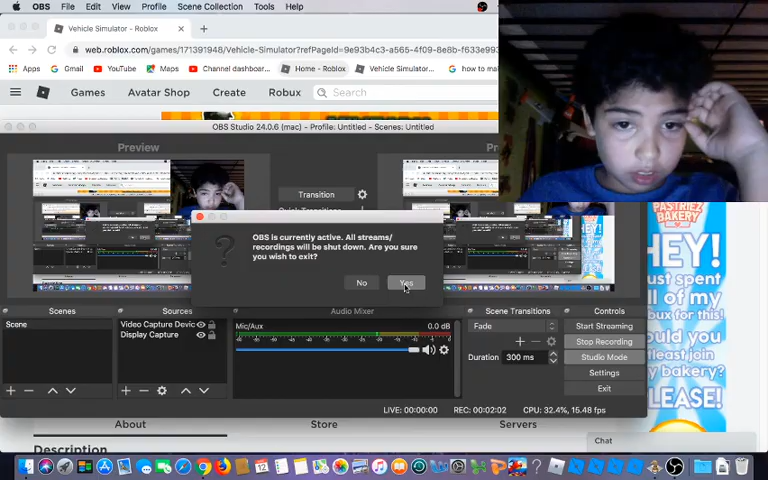 OBS File Edit View Profile Scene Collection Tools Help
Vehicle Simulator - Roblox
web.roblox.com/games/171391948/Vehicle-Simulator?refPageId=9e93b4c3-a565-4f09-8e8b-f633e993
Apps Gmail YouTube Maps Channel dashboard... Home - Roblox Vehicle Simulator... how to ma
Games Avatar Shop Create Robux Search
OBS Studio 24.0.6 (mac) - Profile: Untitled - Scenes: Untitled
Preview
Transition
OBS is currently active. All streams/
recordings will be shut down. Are you sure
you wish to exit?
No Yes
PASTRIEZ
BAKERY
HEY!
just spent
all of my
bux for this!
ould you
tleast join
y bakery?
LEASE!
Scenes Sources Audio Mixer Scene Transitions Controls
Scene
Video Capture Devic
Display Capture
Mic/Aux 0.0 dB
Fade
Duration 300 ms
Start Streaming
Stop Recording
Studio Mode
Settings
Exit
LIVE: 00:00:00 REC: 00:02:02 CPU: 32.4%, 15.48 fps
About Store Servers
Description
Chat